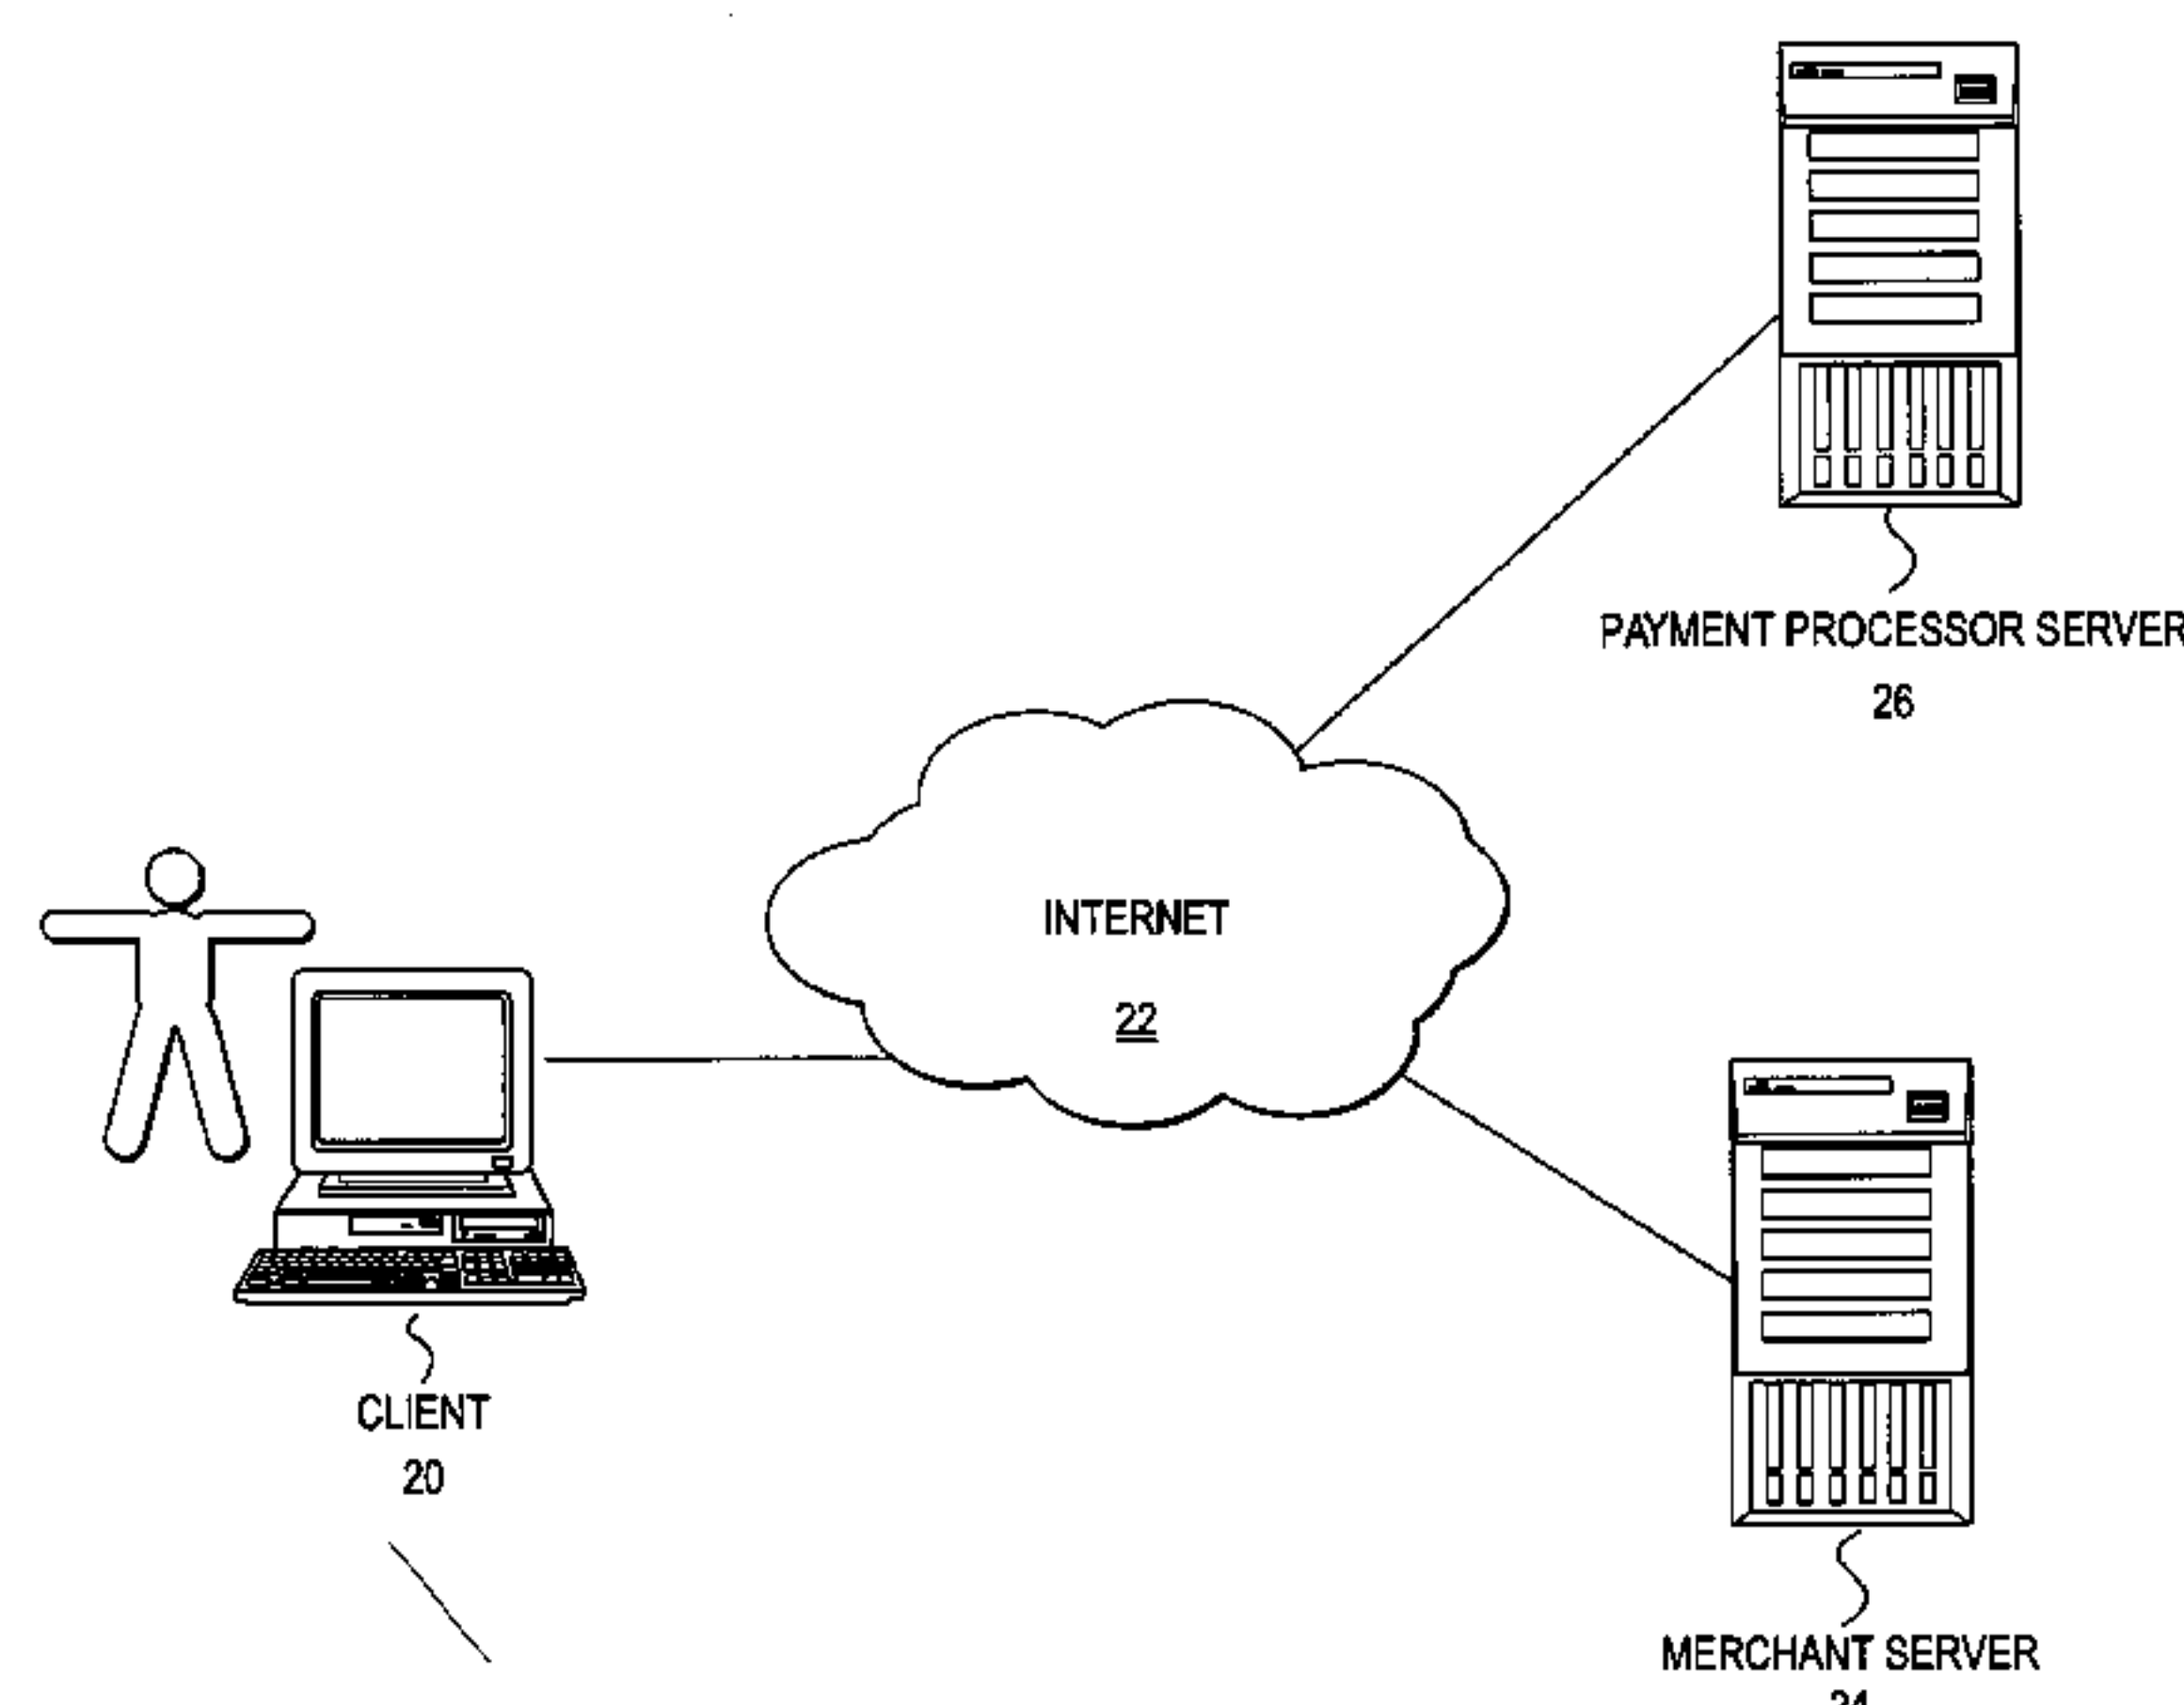 PAYMENT PROCESSOR SERVER
26
INTERNET
22
CLIENT
20
MERCHANT SERVER